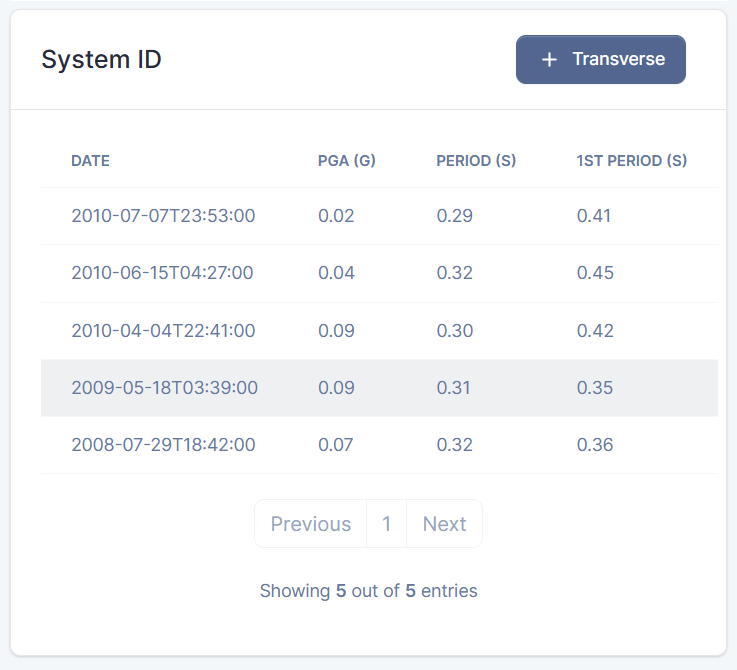 System ID
+ Transverse
DATE PGA (G) PERIOD (S) 1ST PERIOD (S)
2010-07-07T23:53:00 0.02 0.29 0.41
2010-06-15T04:27:00 0.04 0.32 0.45
2010-04-04T22:41:00 0.09 0.30 0.42
2009-05-18T03:39:00 0.09 0.31 0.35
2008-07-29T18:42:00 0.07 0.32 0.36
Previous 1 Next
Showing 5 out of 5 entries